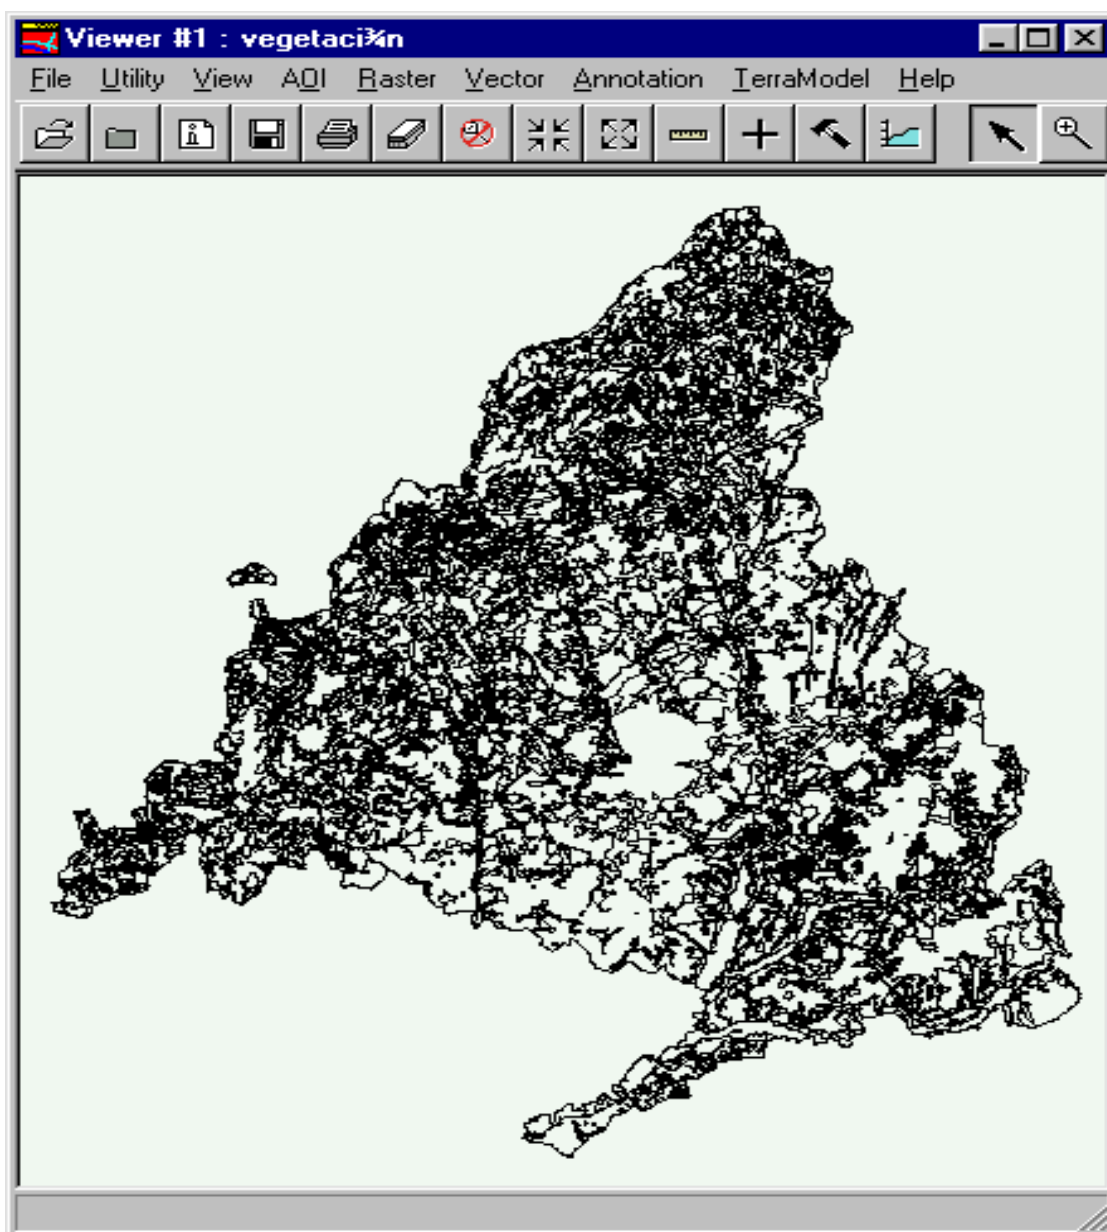 Viewer #1 : vegetaci¾n
File Utility View AOI Raster Vector Annotation TerraModel Help